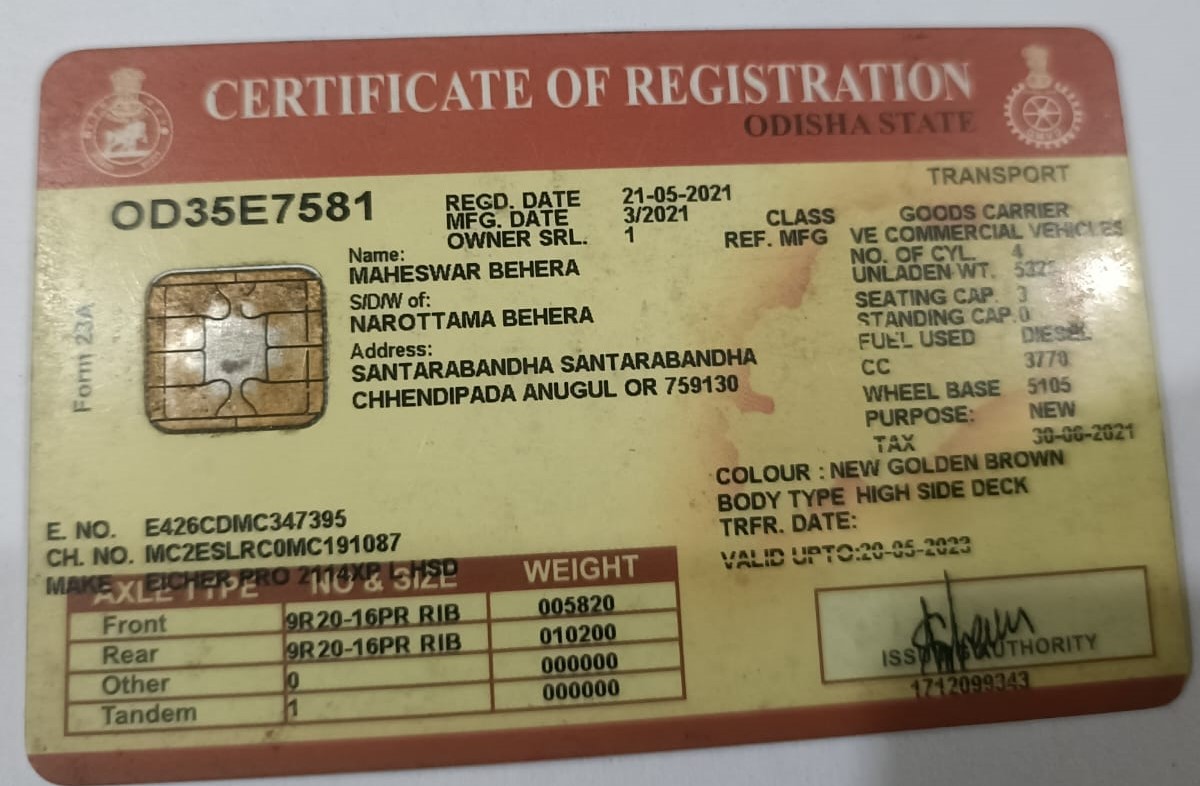 CERTIFICATE OF REGISTRATION
ODISHA STATE
TRANSPORT
OD35E7581
REGD. DATE 21-05-2021
MFG. DATE 3/2021
OWNER SRL. 1
CLASS GOODS CARRIER
REF. MFG VE COMMERCIAL VEHICLES
Name:
MAHESWAR BEHERA
S/D/W of:
NAROTTAMA BEHERA
Address:
SANTARABANDHA SANTARABANDHA
CHHENDIPADA ANUGUL OR 759130
Form 23A
NO. OF CYL. 4
UNLADEN WT. 5325
SEATING CAP. 3
STANDING CAP. 0
FUEL USED DIESEL
CC 3770
WHEEL BASE 5105
PURPOSE: NEW
TAX 30-06-2021
COLOUR : NEW GOLDEN BROWN
BODY TYPE HIGH SIDE DECK
TRFR. DATE:
VALID UPTO:20-05-2023
E. NO. E426CDMC347395
CH. NO. MC2ESLRC0MC191087
MAKE EICHER PRO 2114XP L HSD
AXLE TYPE NO & SIZE WEIGHT
Front 9R20-16PR RIB 005820
Rear 9R20-16PR RIB 010200
Other 0 000000
Tandem 1 000000
ISSUING AUTHORITY
1712099343